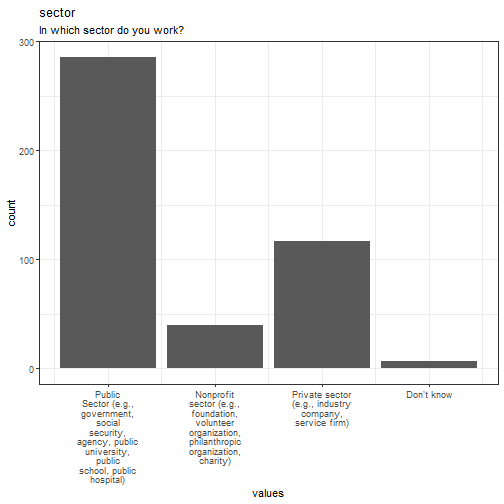 sector
In which sector do you work?
300
200
100
0
count
Public
Sector (e.g.,
government,
social
security,
agency, public
university,
public
school, public
hospital)
Nonprofit
sector (e.g.,
foundation,
volunteer
organization,
philanthropic
organization,
charity)
Private sector
(e.g., industry
company,
service firm)
Don't know
values